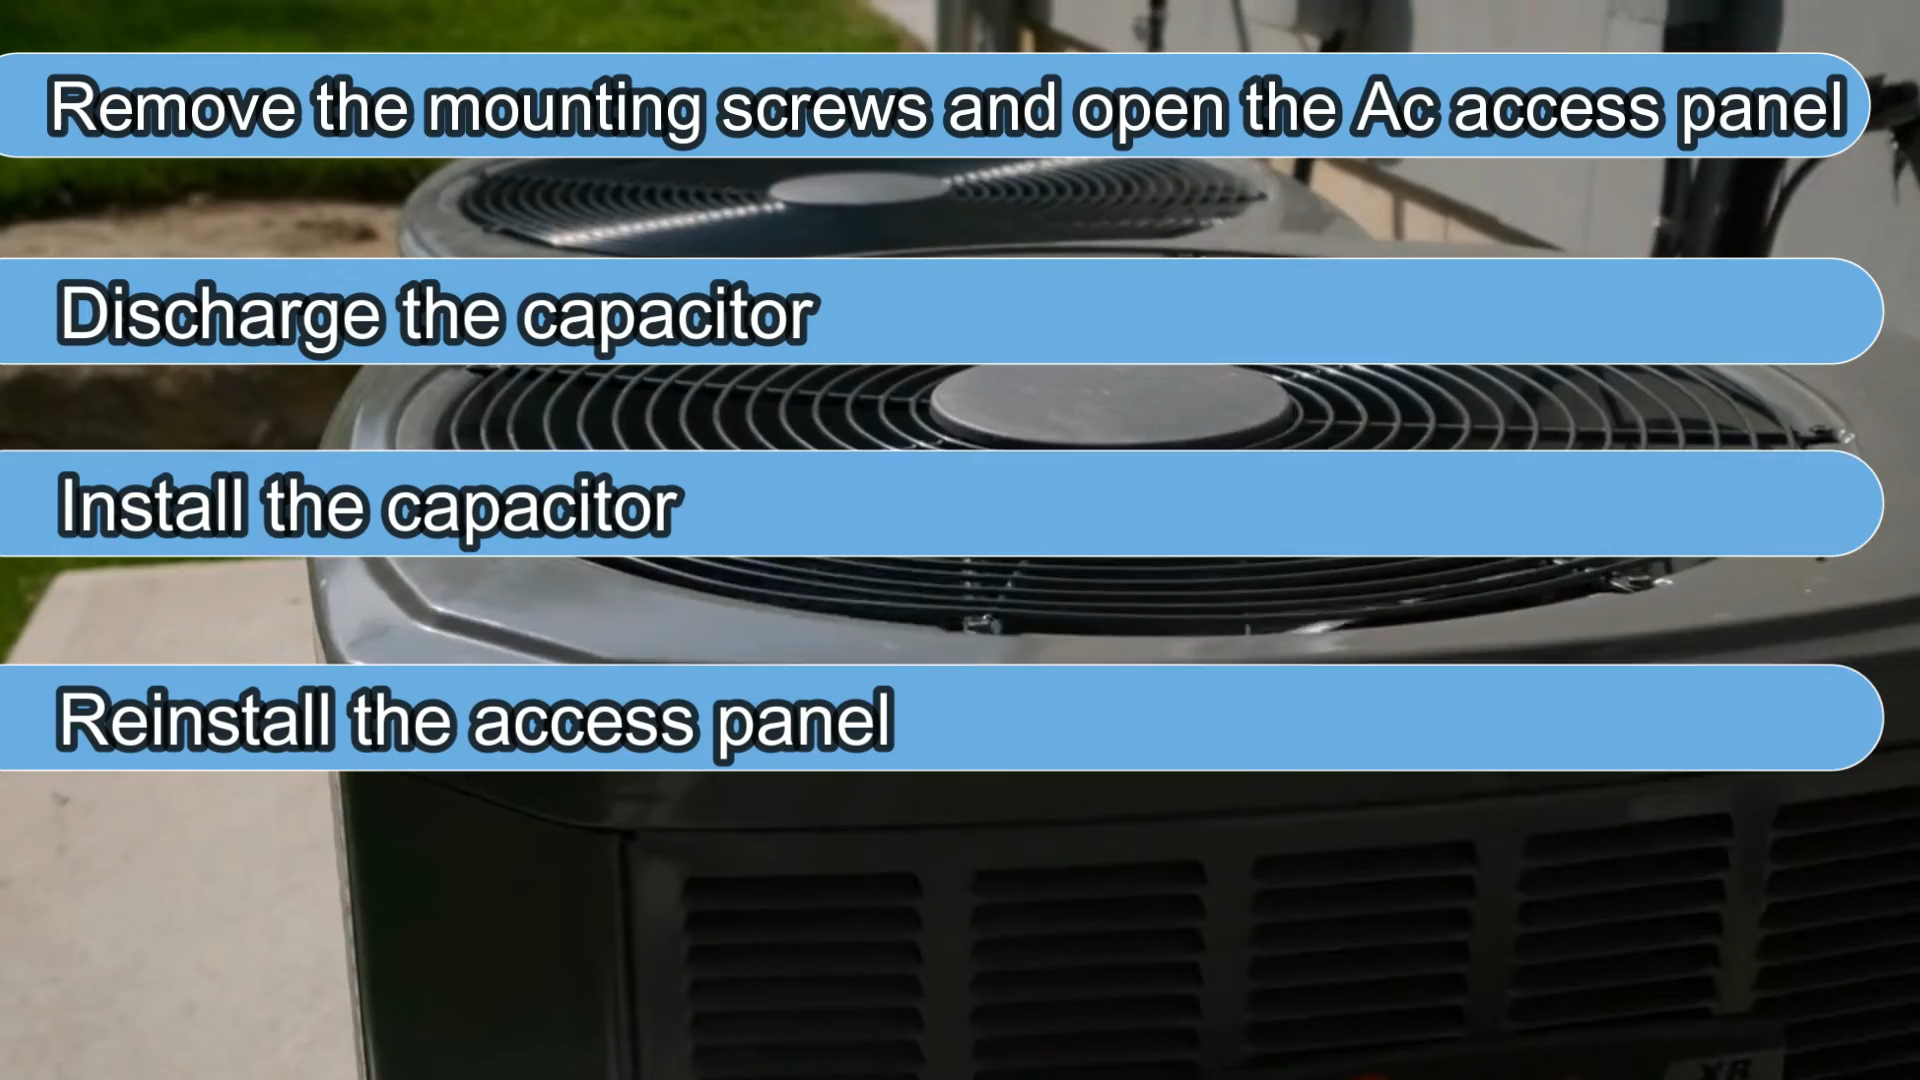 Remove the mounting screws and open the Ac access panel
Discharge the capacitor
Install the capacitor
Reinstall the access panel